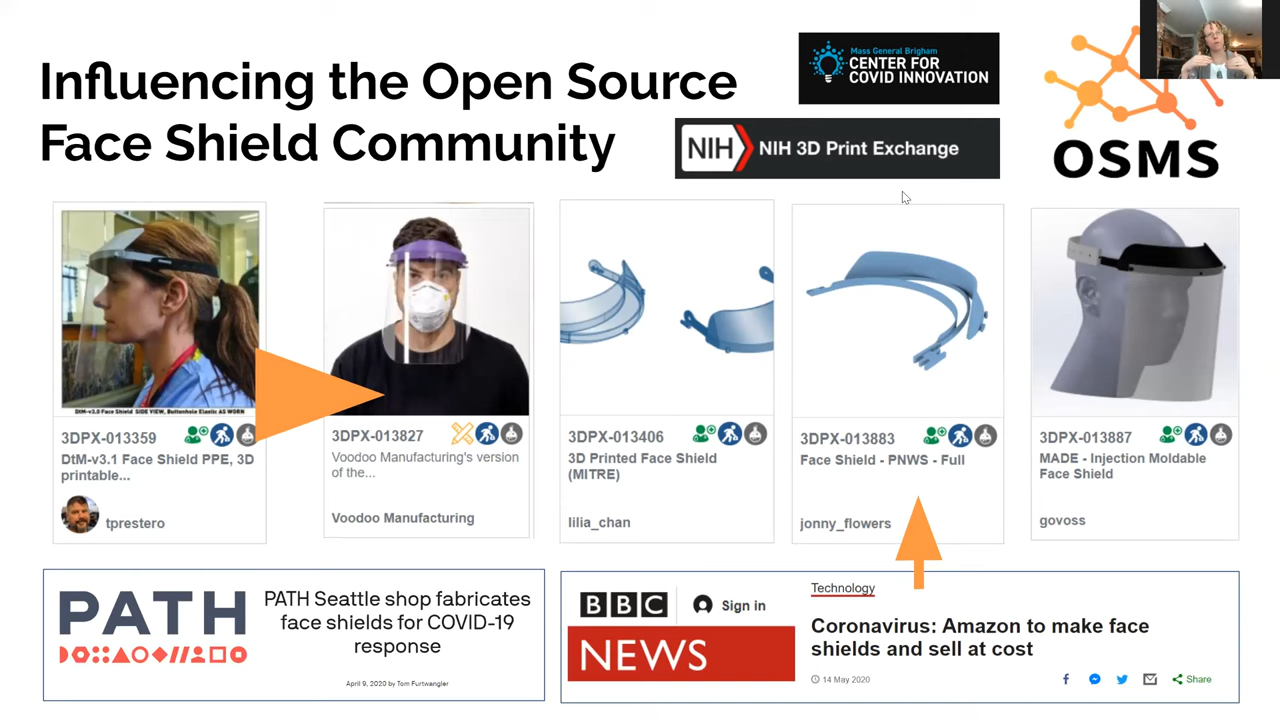 Influencing the Open Source
Face Shield Community
Mass General Brigham
CENTER FOR
COVID INNOVATION
NIH
NIH 3D Print Exchange
OSMS
DtM-v3.0 Face Shield SIDE VIEW, Buttonhole Elastic AS WORN
3DPX-013359
DtM-v3.1 Face Shield PPE, 3D
printable...
tprestero
3DPX-013827
Voodoo Manufacturing's version
of the...
Voodoo Manufacturing
3DPX-013406
3D Printed Face Shield
(MITRE)
lilia_chan
3DPX-013883
Face Shield - PNWS - Full
jonny_flowers
3DPX-013887
MADE - Injection Moldable
Face Shield
govoss
PATH
PATH Seattle shop fabricates
face shields for COVID-19
response
April 9, 2020 by Tom Furtwangler
BBC
Sign in
NEWS
Technology
Coronavirus: Amazon to make face
shields and sell at cost
14 May 2020
Share